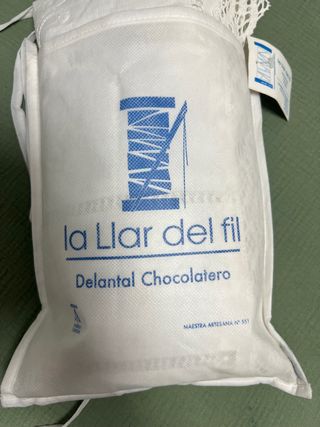 la Llar del fil
Delantal Chocolatero
MAESTRA ARTESANA Nº 551